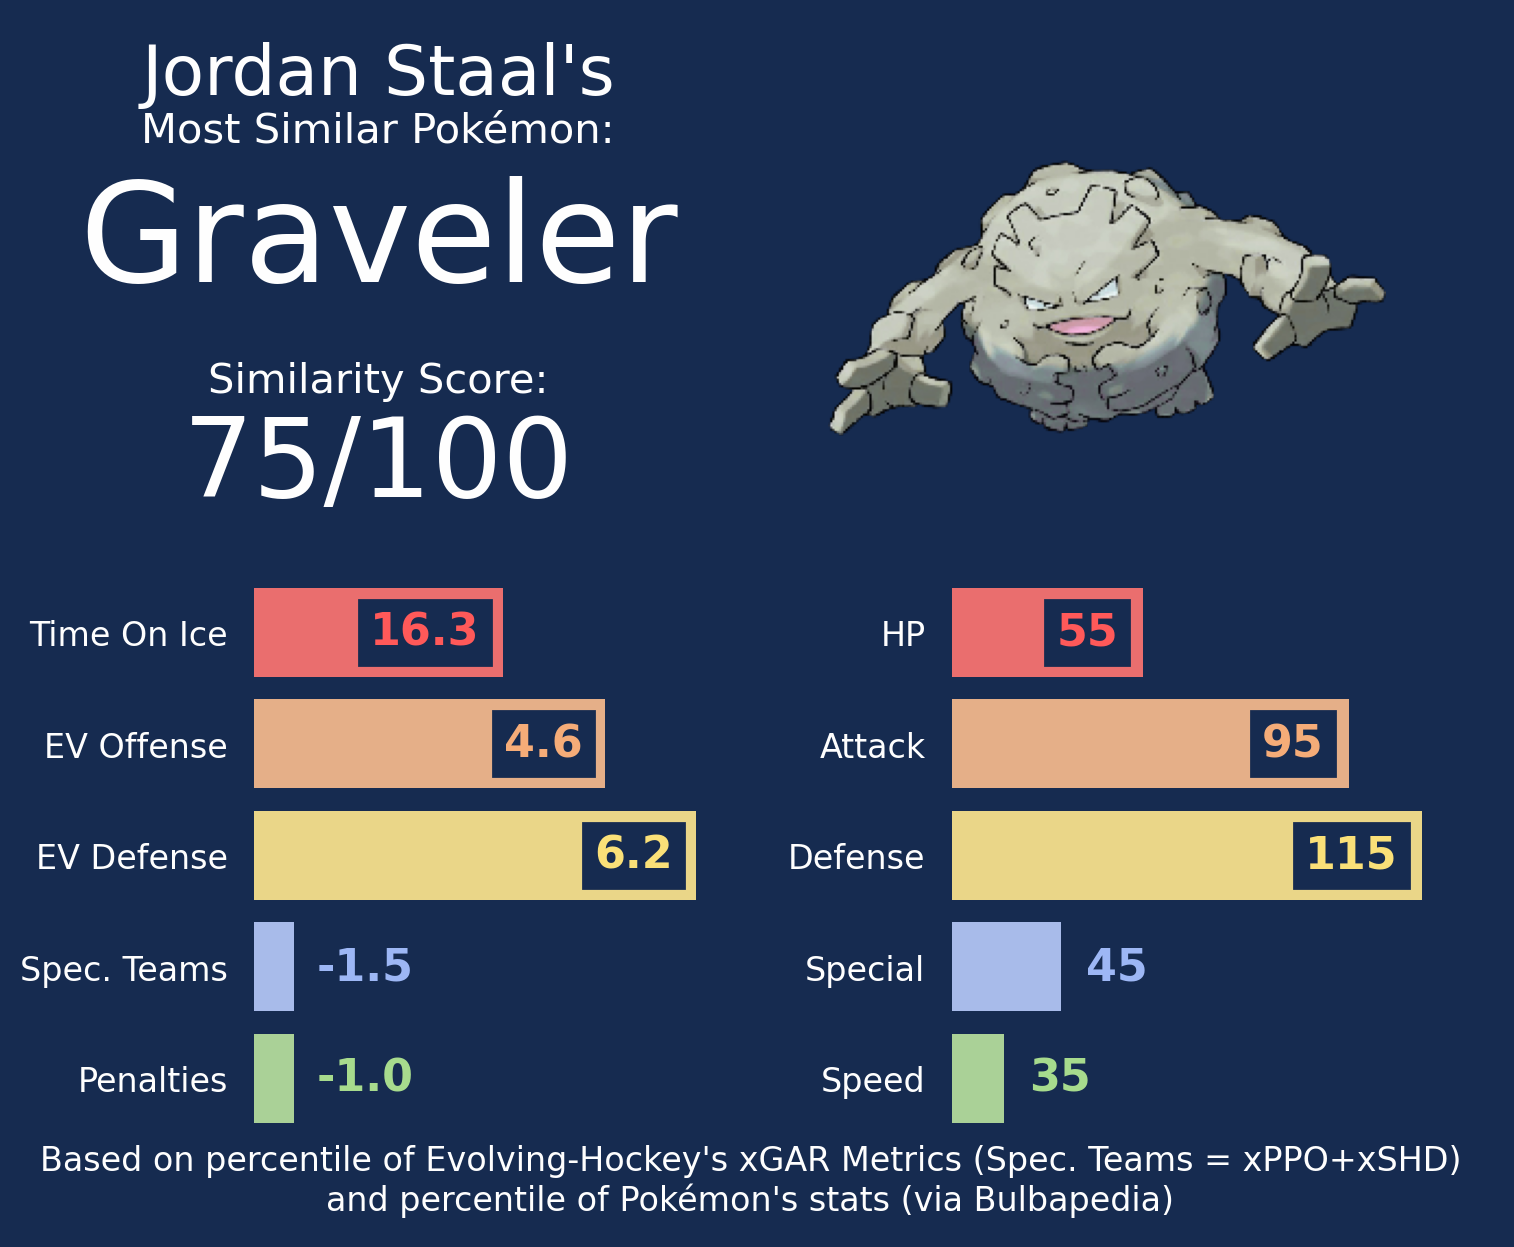 Jordan Staal's
Most Similar Pokémon:
Graveler
Similarity Score:
75/100
Time On Ice
16.3
EV Offense
4.6
EV Defense
6.2
Spec. Teams
-1.5
Penalties
-1.0
HP
55
Attack
95
Defense
115
Special
45
Speed
35
Based on percentile of Evolving-Hockey's xGAR Metrics (Spec. Teams = xPPO+xSHD)
and percentile of Pokémon's stats (via Bulbapedia)